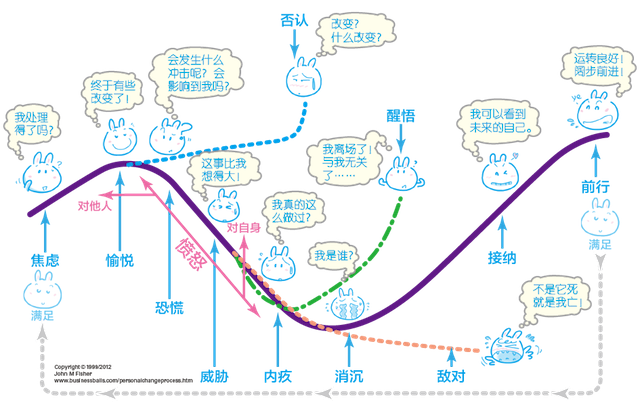 否认
改变?
什么改变?
会发生什么
冲击呢? 会
影响到我吗?
终于有些
改变了!
我处理
得了吗?
运转良好!
阔步前进!
醒悟
我可以看到
未来的自己。
我离场了!
与我无关
了……
这事比我
想得大!
前行
满足
对他人
我真的这
么做过?
对自身
愤怒
焦虑
愉悦
接纳
我是谁?
满足
恐慌
不是它死
就是我亡!
威胁
内疚
消沉
敌对
Copyright © 1999/2012
John M Fisher
www.businessballs.com/personalchangeprocess.htm